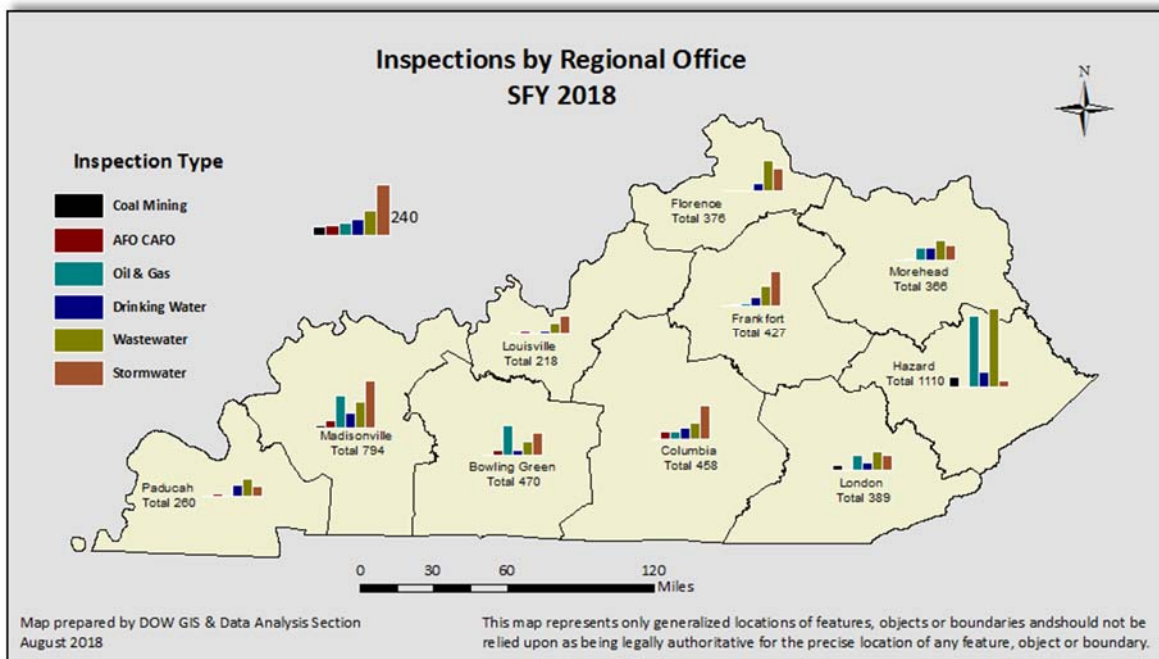 Inspections by Regional Office
SFY 2018
N
Inspection Type
Coal Mining
AFO CAFO
Oil & Gas
Drinking Water
Wastewater
Stormwater
240
Florence
Total 376
Morehead
Total 366
Frankfort
Total 427
Louisville
Total 218
Hazard
Total 1110
Madisonville
Total 794
Bowling Green
Total 470
Columbia
Total 458
London
Total 389
Paducah
Total 260
0 30 60 120
Miles
Map prepared by DOW GIS & Data Analysis Section
August 2018
This map represents only generalized locations of features, objects or boundaries andshould not be
relied upon as being legally authoritative for the precise location of any feature, object or boundary.